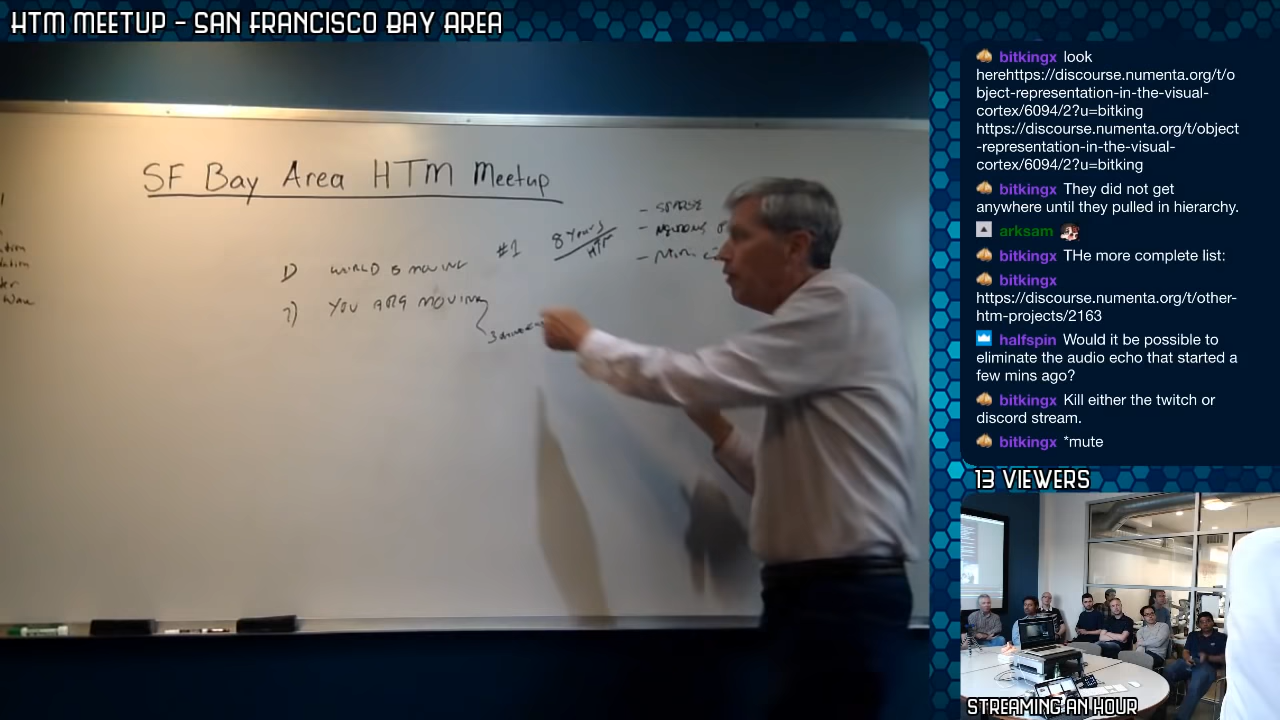 HTM MEETUP - SAN FRANCISCO BAY AREA
SF Bay Area HTM Meetup
#1
8 Years
HTM
- SPARSE
- NEURONS
1) WORLD IS MOVING
2) YOU ARE MOVING
bitkingx look
herehttps://discourse.numenta.org/t/o
bject-representation-in-the-visual-
cortex/6094/2?u=bitking
https://discourse.numenta.org/t/object
-representation-in-the-visual-
cortex/6094/2?u=bitking
bitkingx They did not get
anywhere until they pulled in hierarchy.
arksam
bitkingx THe more complete list:
bitkingx
https://discourse.numenta.org/t/other-
htm-projects/2163
halfspin Would it be possible to
eliminate the audio echo that started a
few mins ago?
bitkingx Kill either the twitch or
discord stream.
bitkingx *mute
13 VIEWERS
STREAMING AN HOUR